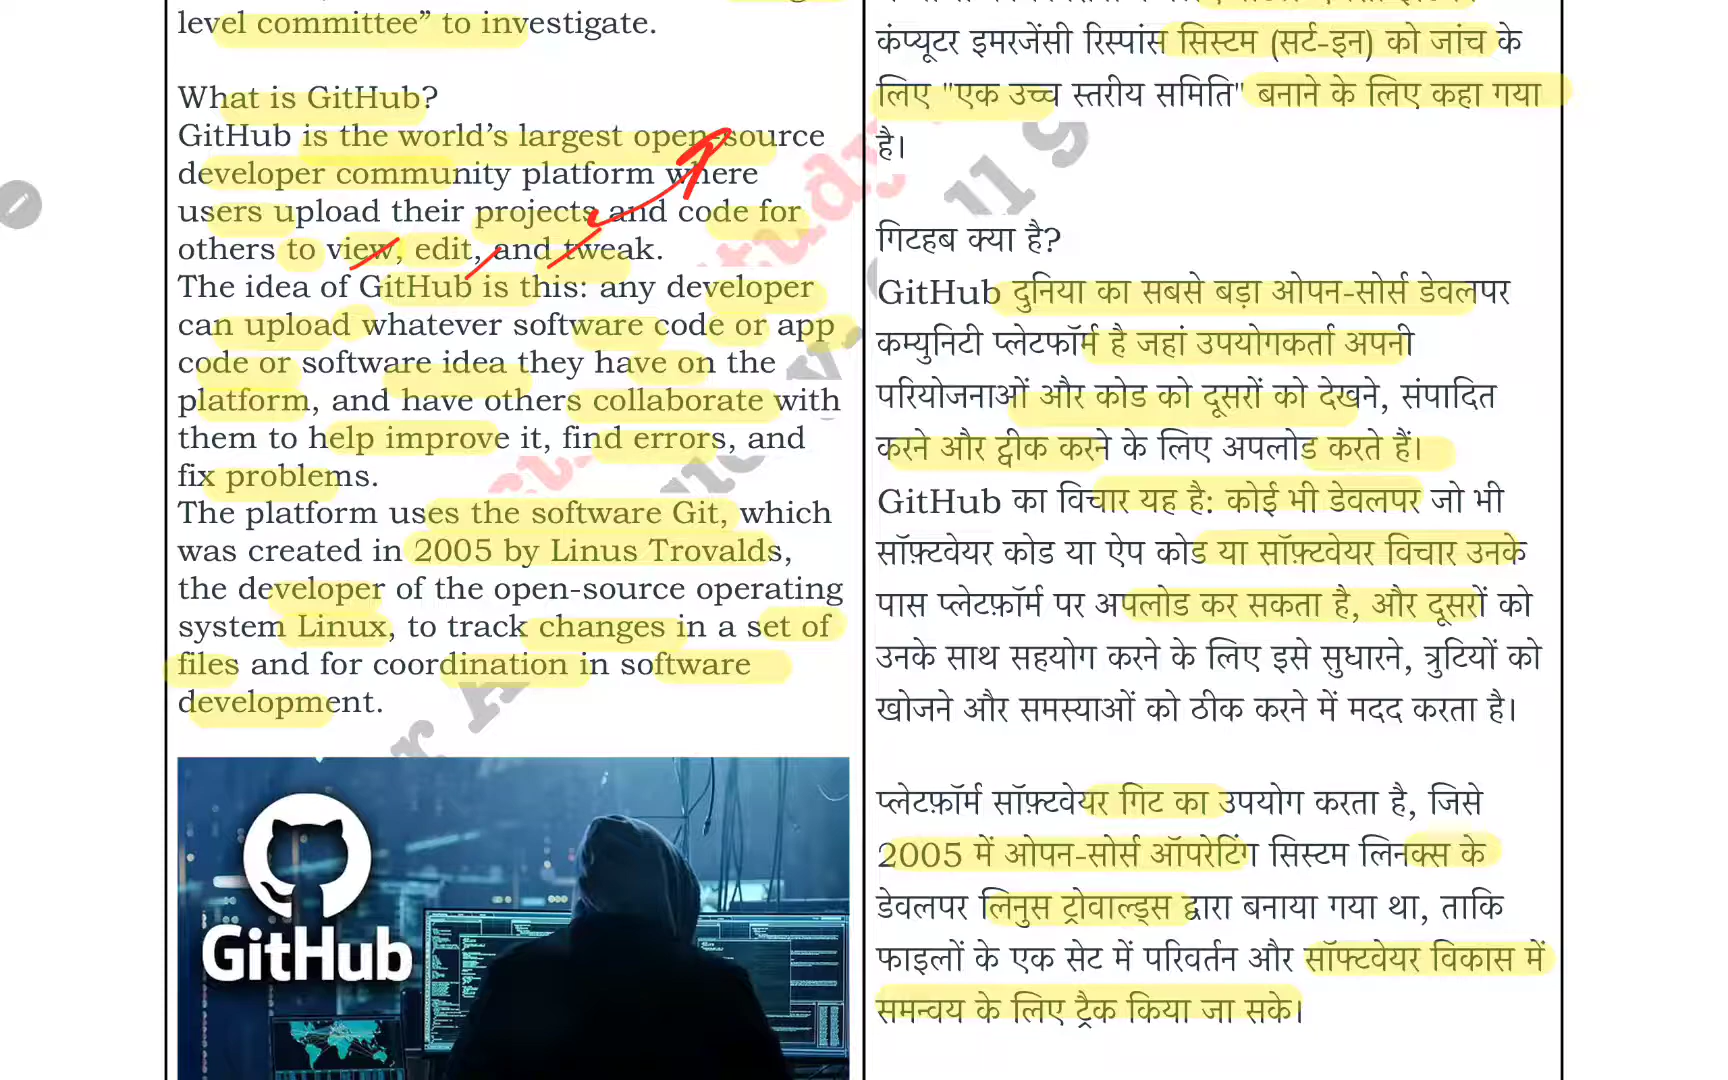 level committee” to investigate.
What is GitHub?
GitHub is the world’s largest open-source
developer community platform where
users upload their projects and code for
others to view, edit, and tweak.
The idea of GitHub is this: any developer
can upload whatever software code or app
code or software idea they have on the
platform, and have others collaborate with
them to help improve it, find errors, and
fix problems.
The platform uses the software Git, which
was created in 2005 by Linus Trovalds,
the developer of the open-source operating
system Linux, to track changes in a set of
files and for coordination in software
development.
GitHub
कंप्यूटर इमरजेंसी रिस्पांस सिस्टम (सर्ट-इन) को जांच के
लिए "एक उच्च स्तरीय समिति" बनाने के लिए कहा गया
है।
गिटहब क्या है?
GitHub दुनिया का सबसे बड़ा ओपन-सोर्स डेवलपर
कम्युनिटी प्लेटफॉर्म है जहां उपयोगकर्ता अपनी
परियोजनाओं और कोड को दूसरों को देखने, संपादित
करने और ट्वीक करने के लिए अपलोड करते हैं।
GitHub का विचार यह है: कोई भी डेवलपर जो भी
सॉफ़्टवेयर कोड या ऐप कोड या सॉफ़्टवेयर विचार उनके
पास प्लेटफ़ॉर्म पर अपलोड कर सकता है, और दूसरों को
उनके साथ सहयोग करने के लिए इसे सुधारने, त्रुटियों को
खोजने और समस्याओं को ठीक करने में मदद करता है।
प्लेटफ़ॉर्म सॉफ़्टवेयर गिट का उपयोग करता है, जिसे
2005 में ओपन-सोर्स ऑपरेटिंग सिस्टम लिनक्स के
डेवलपर लिनुस ट्रोवाल्ड्स द्वारा बनाया गया था, ताकि
फाइलों के एक सेट में परिवर्तन और सॉफ्टवेयर विकास में
समन्वय के लिए ट्रैक किया जा सके।